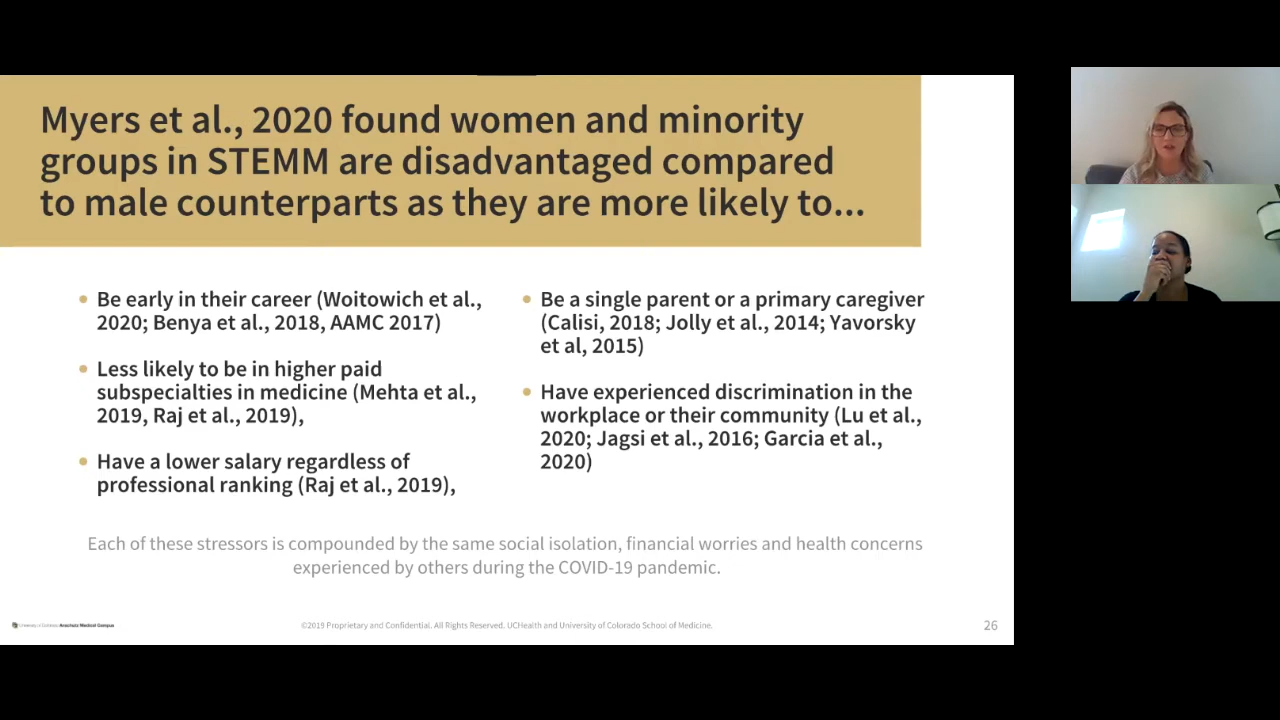 Myers et al., 2020 found women and minority
groups in STEMM are disadvantaged compared
to male counterparts as they are more likely to...
• Be early in their career (Woitowich et al.,
2020; Benya et al., 2018, AAMC 2017)
• Less likely to be in higher paid
subspecialties in medicine (Mehta et al.,
2019, Raj et al., 2019),
• Have a lower salary regardless of
professional ranking (Raj et al., 2019),
• Be a single parent or a primary caregiver
(Calisi, 2018; Jolly et al., 2014; Yavorsky
et al, 2015)
• Have experienced discrimination in the
workplace or their community (Lu et al.,
2020; Jagsi et al., 2016; Garcia et al.,
2020)
Each of these stressors is compounded by the same social isolation, financial worries and health concerns
experienced by others during the COVID-19 pandemic.
University of Colorado Anschutz Medical Campus
©2019 Proprietary and Confidential. All Rights Reserved. UCHealth and University of Colorado School of Medicine.
26